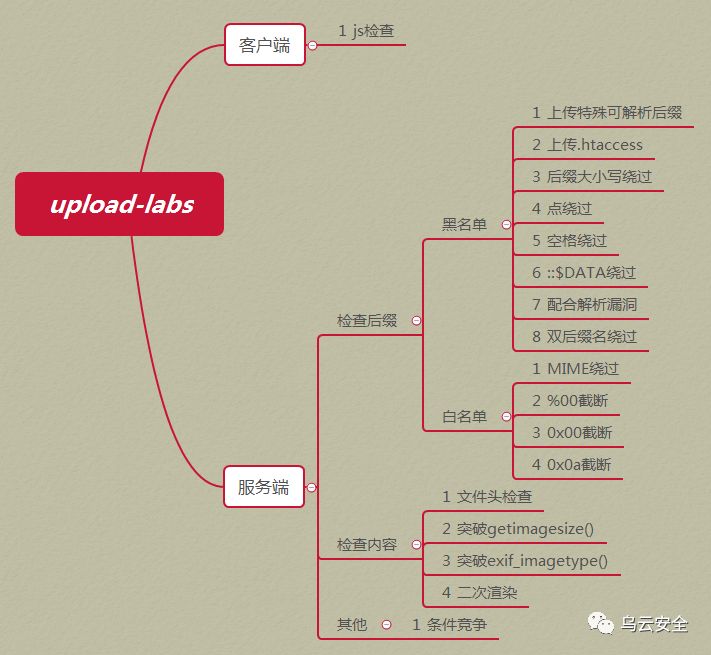 upload-labs
客户端
1 js检查
服务端
检查后缀
黑名单
1 上传特殊可解析后缀
2 上传.htaccess
3 后缀大小写绕过
4 点绕过
5 空格绕过
6 ::$DATA绕过
7 配合解析漏洞
8 双后缀名绕过
白名单
1 MIME绕过
2 %00截断
3 0x00截断
4 0x0a截断
检查内容
1 文件头检查
2 突破getimagesize()
3 突破exif_imagetype()
4 二次渲染
其他
1 条件竞争
乌云安全